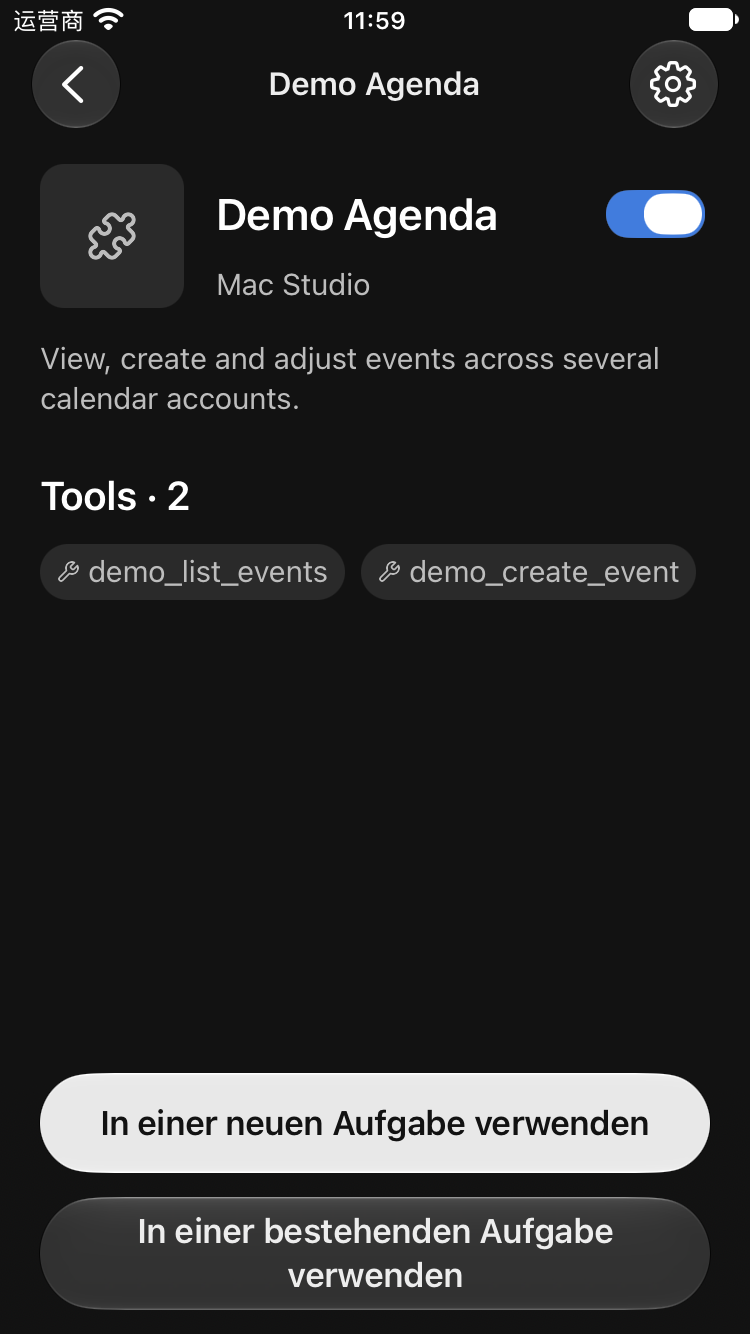 运营商
11:59
Demo Agenda
Demo Agenda
Mac Studio
View, create and adjust events across several
calendar accounts.
Tools · 2
demo_list_events
demo_create_event
In einer neuen Aufgabe verwenden
In einer bestehenden Aufgabe
verwenden